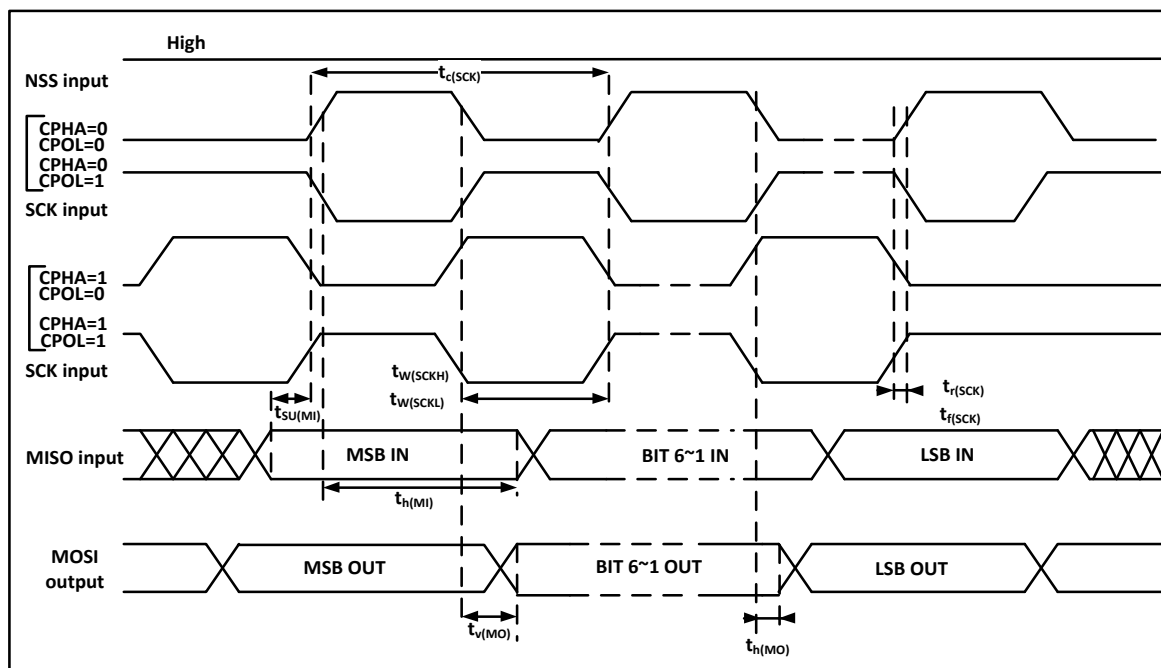 High
NSS input
tc(SCK)
CPHA=0
CPOL=0
CPHA=0
CPOL=1
SCK input
CPHA=1
CPOL=0
CPHA=1
CPOL=1
SCK input
tW(SCKH)
tW(SCKL)
tr(SCK)
tf(SCK)
tSU(MI)
MISO input
MSB IN
BIT 6~1 IN
LSB IN
th(MI)
MOSI
output
MSB OUT
BIT 6~1 OUT
LSB OUT
tv(MO)
th(MO)